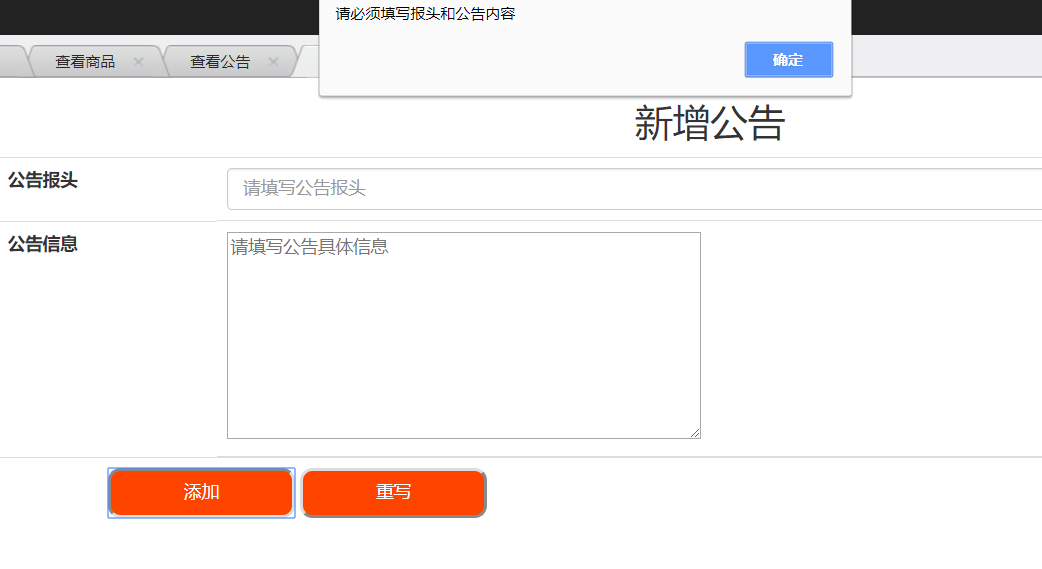 请必须填写报头和公告内容
确定
查看商品 × 查看公告 ×
新增公告
公告报头 请填写公告报头
公告信息 请填写公告具体信息
添加 重写